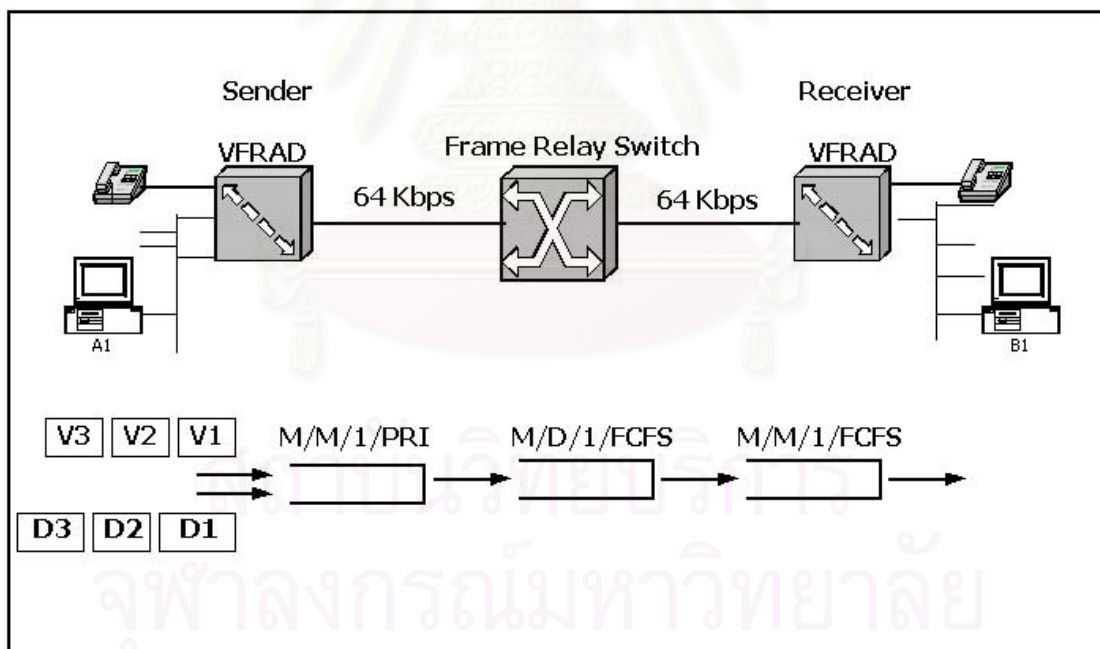 Sender
Receiver
VFRAD
Frame Relay Switch
VFRAD
64 Kbps
64 Kbps
A1
B1
V3 V2 V1
M/M/1/PRI
M/D/1/FCFS
M/M/1/FCFS
D3 D2 D1
สถาบันวิทยบริการ
จุฬาลงกรณ์มหาวิทยาลัย